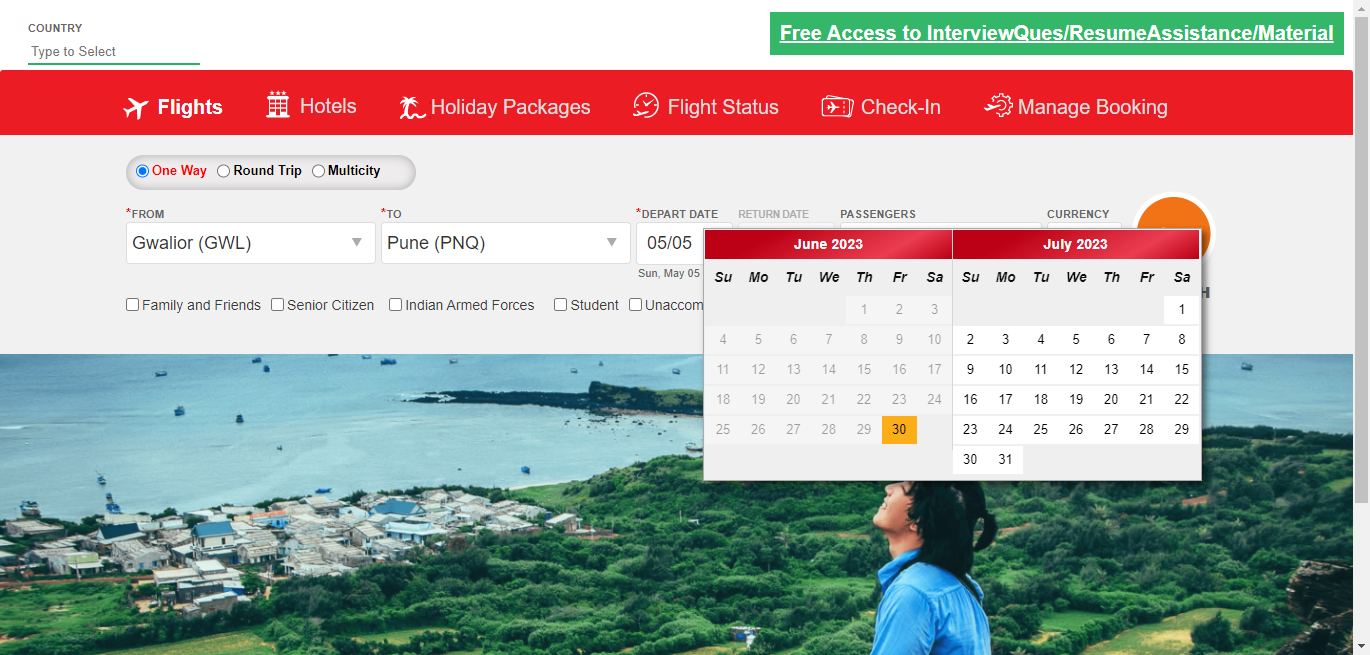 COUNTRY
Type to Select
Free Access to InterviewQues/ResumeAssistance/Material
Flights Hotels Holiday Packages Flight Status Check-In Manage Booking
One Way Round Trip Multicity
*FROM *TO *DEPART DATE RETURN DATE PASSENGERS CURRENCY
Gwalior (GWL) Pune (PNQ) 05/05
Sun, May 05
Family and Friends Senior Citizen Indian Armed Forces Student Unaccom
June 2023
Su Mo Tu We Th Fr Sa
1 2 3
4 5 6 7 8 9 10
11 12 13 14 15 16 17
18 19 20 21 22 23 24
25 26 27 28 29 30
July 2023
Su Mo Tu We Th Fr Sa
1
2 3 4 5 6 7 8
9 10 11 12 13 14 15
16 17 18 19 20 21 22
23 24 25 26 27 28 29
30 31